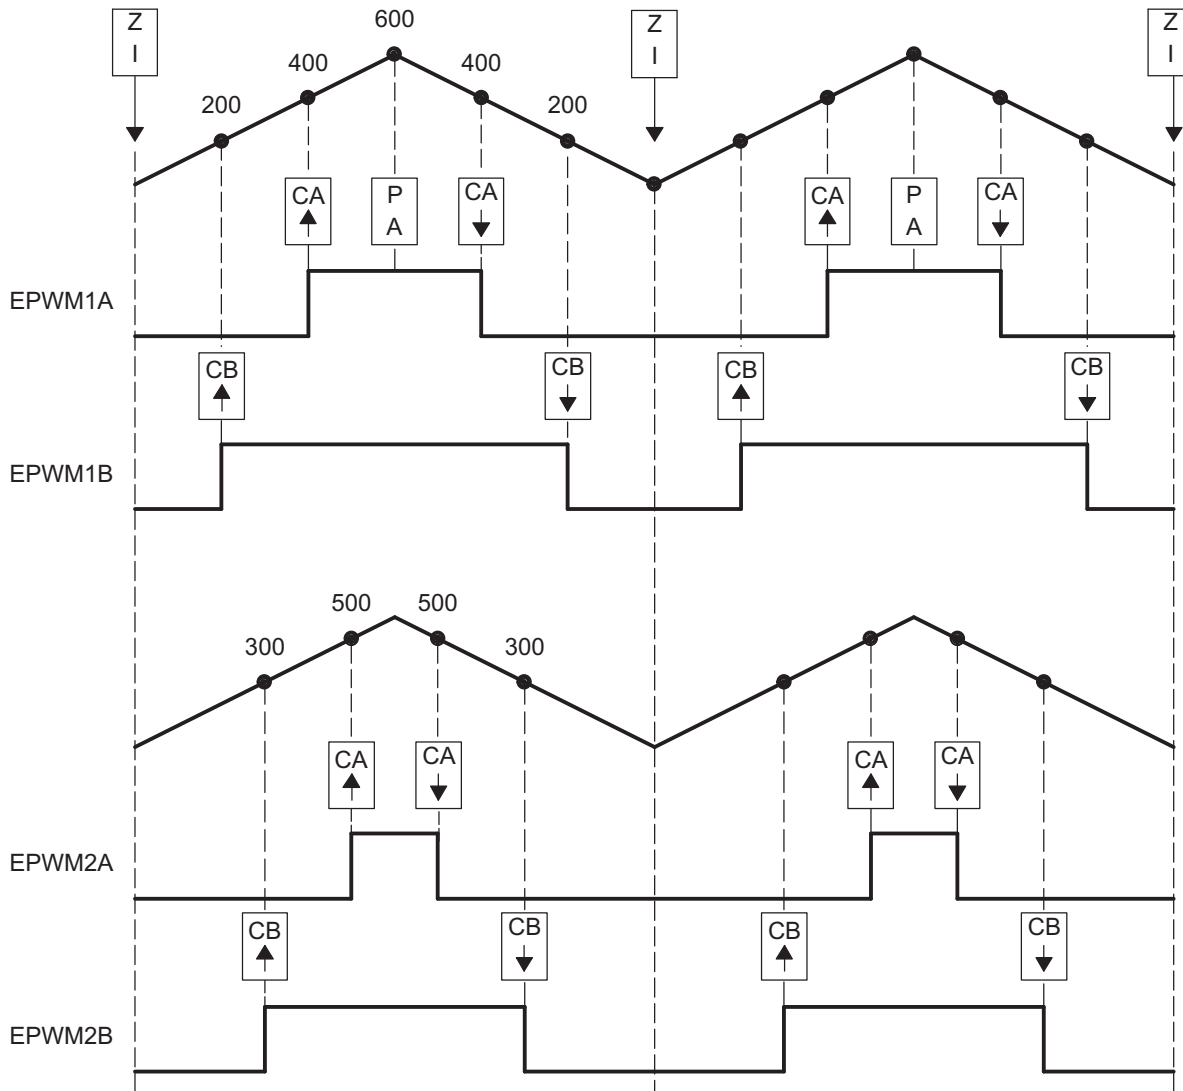 Z Z Z
I I I
600
400 400
200 200
CA P CA CA P CA
A A
EPWM1A
CB CB CB CB
EPWM1B
500 500
300 300
CA CA CA CA
EPWM2A
CB CB CB CB
EPWM2B